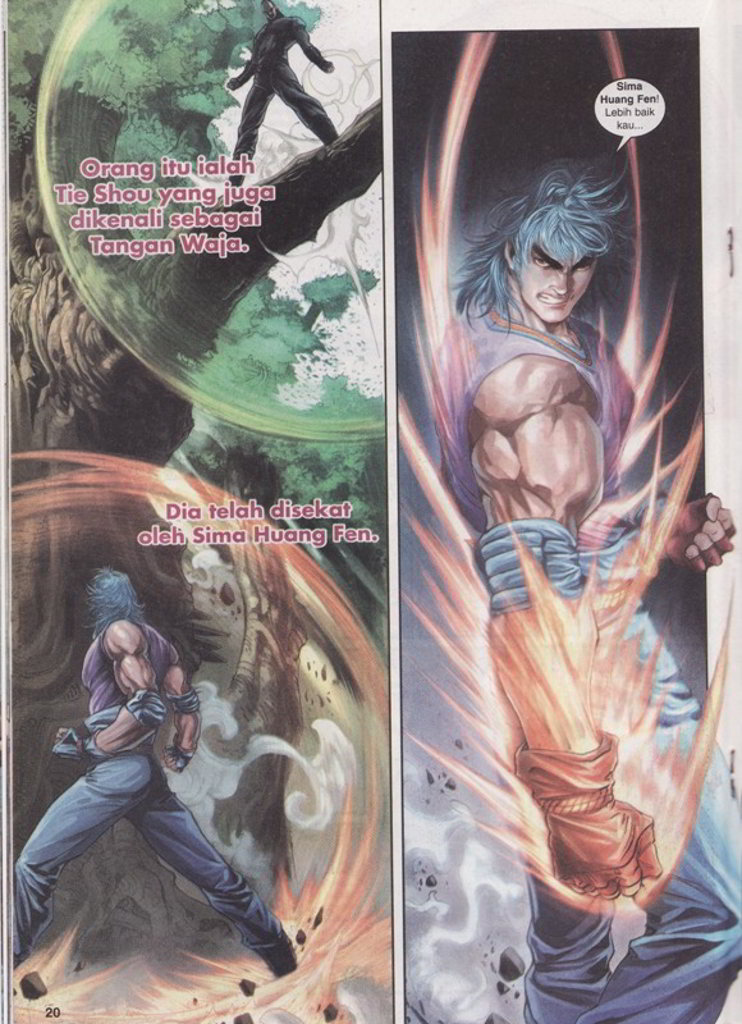 Orang itu ialah
Tie Shou yang juga
dikenali sebagai
Tangan Waja.
Dia telah disekat
oleh Sima Huang Fen.
20
Sima
Huang Fen!
Lebih baik
kau...